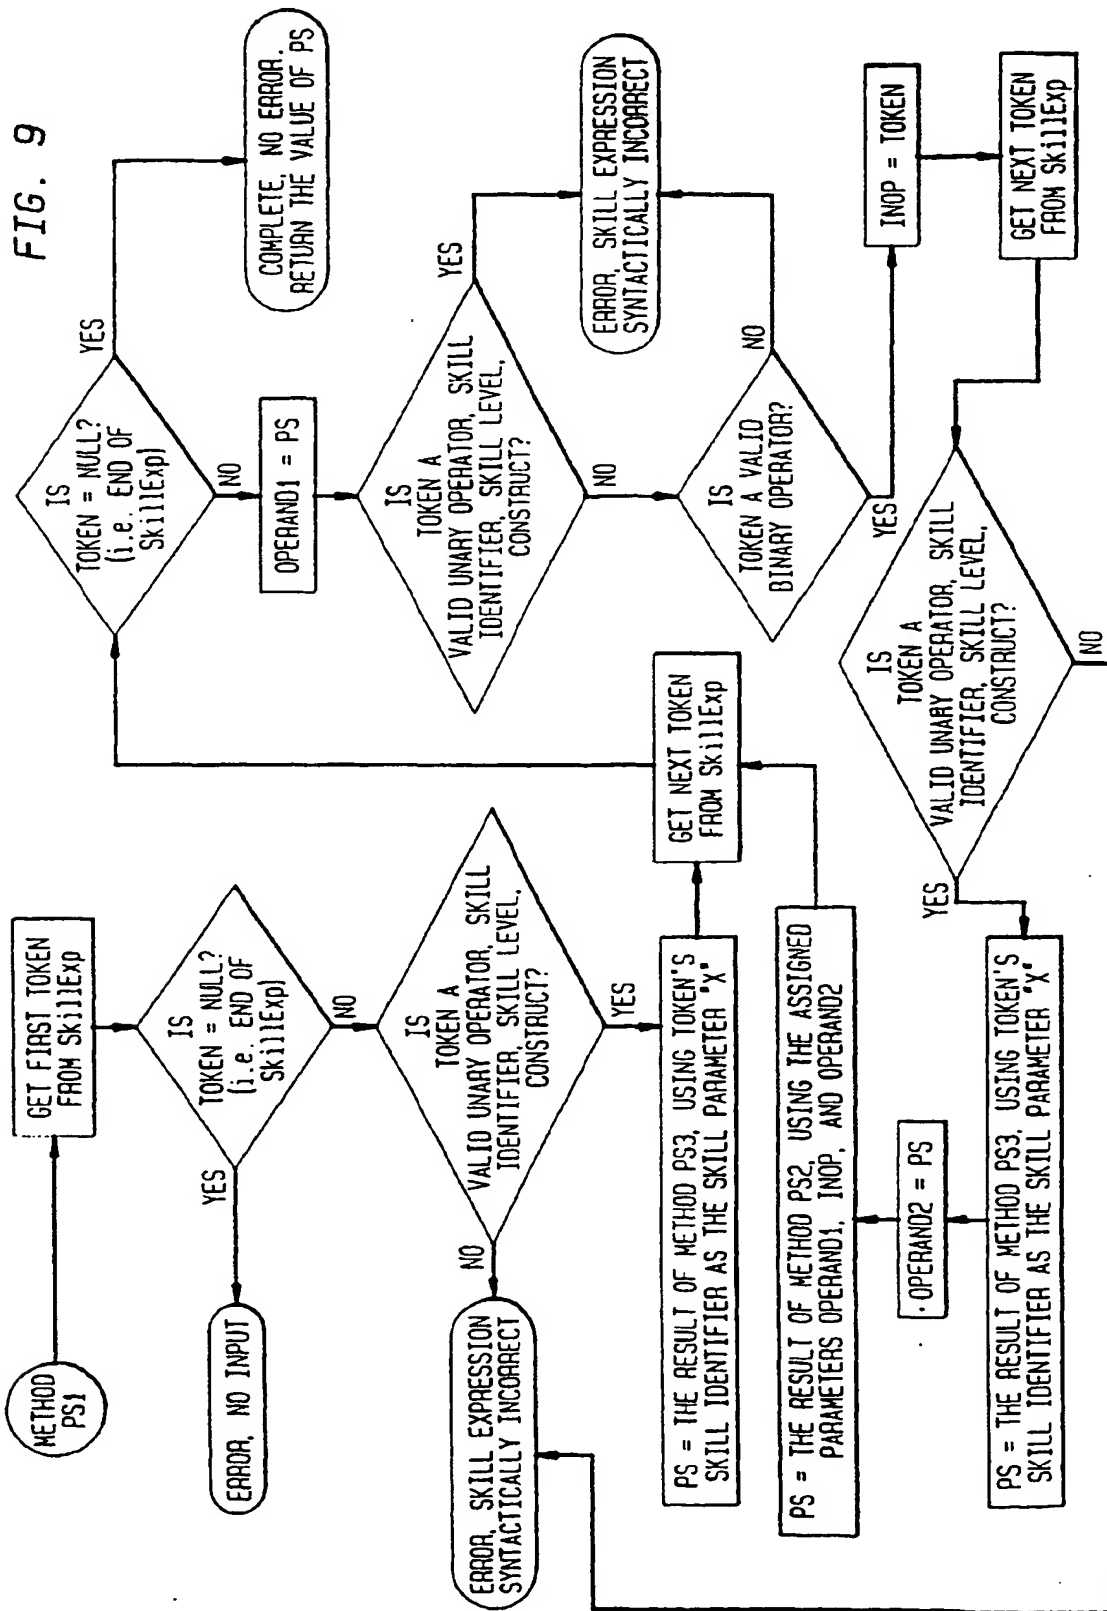 FIG. 9
METHOD
PS1
GET FIRST TOKEN
FROM SkillExp
IS
TOKEN = NULL?
(i.e. END OF
SkillExp)
YES
NO
ERROR, NO INPUT
IS
TOKEN A
VALID UNARY OPERATOR, SKILL
IDENTIFIER, SKILL LEVEL,
CONSTRUCT?
NO
YES
ERROR, SKILL EXPRESSION
SYNTACTICALLY INCORRECT
PS = THE RESULT OF METHOD PS3, USING TOKEN'S
SKILL IDENTIFIER AS THE SKILL PARAMETER "X"
GET NEXT TOKEN
FROM SkillExp
IS
TOKEN = NULL?
(i.e. END OF
SkillExp)
YES
NO
COMPLETE, NO ERROR.
RETURN THE VALUE OF PS
OPERAND1 = PS
IS
TOKEN A
VALID UNARY OPERATOR, SKILL
IDENTIFIER, SKILL LEVEL,
CONSTRUCT?
YES
NO
ERROR, SKILL EXPRESSION
SYNTACTICALLY INCORRECT
IS
TOKEN A VALID
BINARY OPERATOR?
NO
YES
INOP = TOKEN
GET NEXT TOKEN
FROM SkillExp
IS
TOKEN A
VALID UNARY OPERATOR, SKILL
IDENTIFIER, SKILL LEVEL,
CONSTRUCT?
YES
NO
PS = THE RESULT OF METHOD PS3, USING TOKEN'S
SKILL IDENTIFIER AS THE SKILL PARAMETER "X"
OPERAND2 = PS
PS = THE RESULT OF METHOD PS2, USING THE ASSIGNED
PARAMETERS OPERAND1, INOP, AND OPERAND2